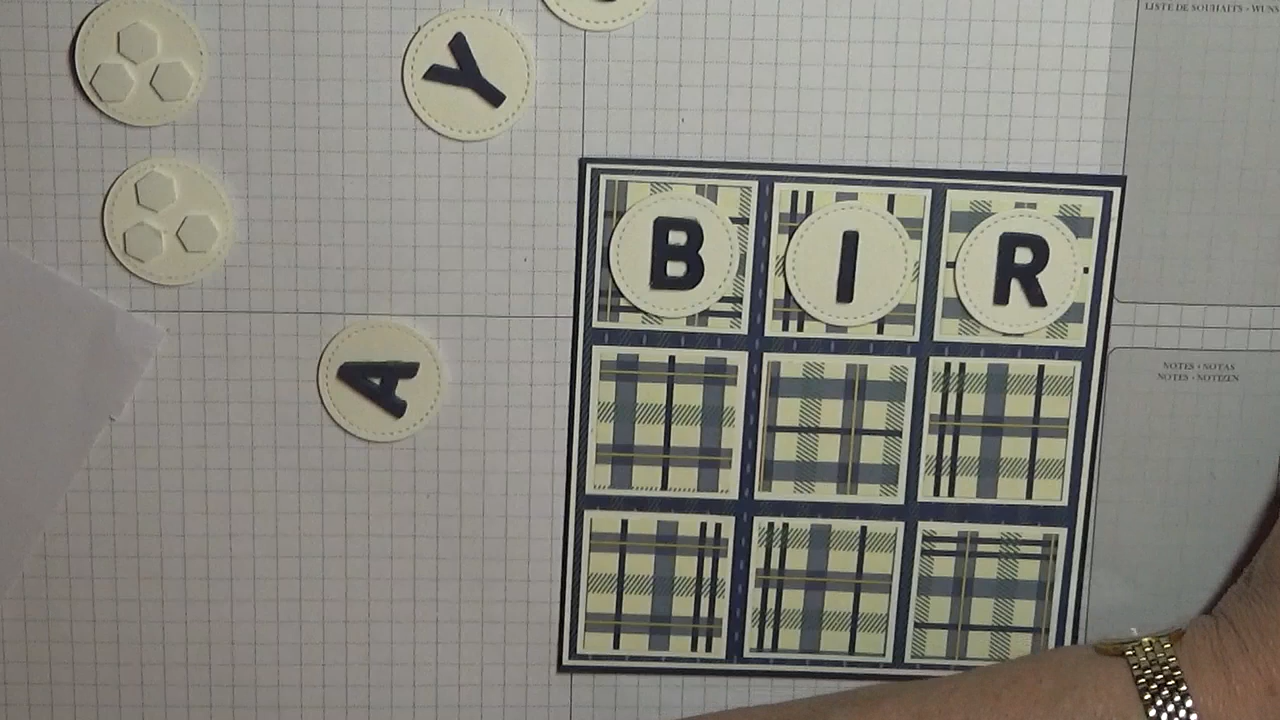 LISTE DE SOUHAITS • WUNS
Y
B I R
A
NOTES • NOTAS
NOTES • NOTIZEN